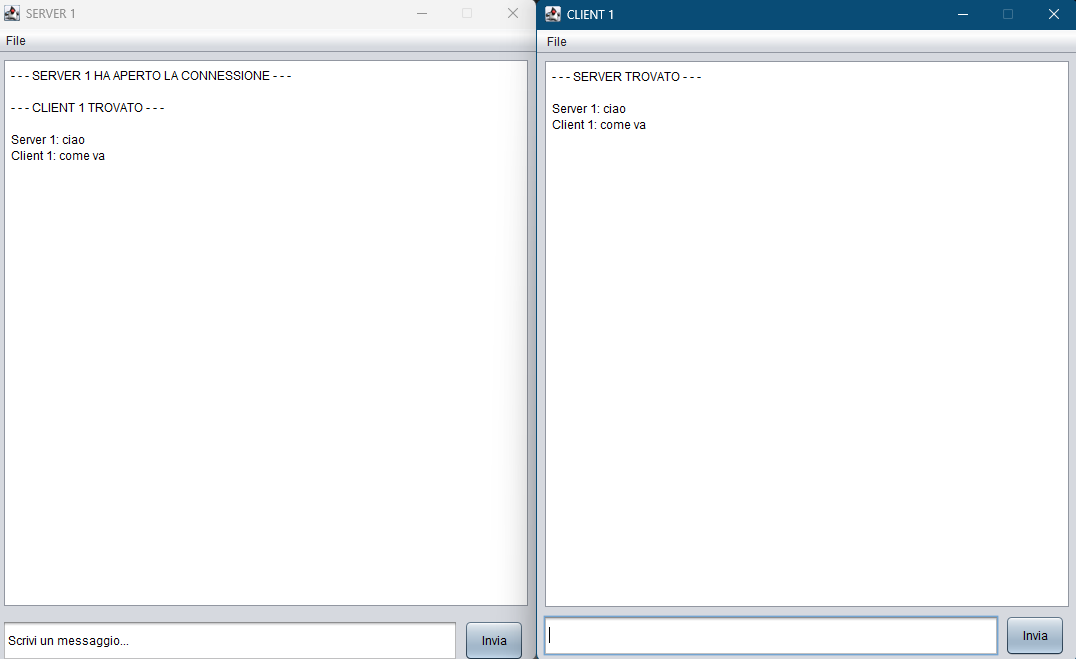 SERVER 1
File
- - - SERVER 1 HA APERTO LA CONNESSIONE - - -
- - - CLIENT 1 TROVATO - - -
Server 1: ciao
Client 1: come va
Scrivi un messaggio...
Invia
CLIENT 1
File
- - - SERVER TROVATO - - -
Server 1: ciao
Client 1: come va
Invia